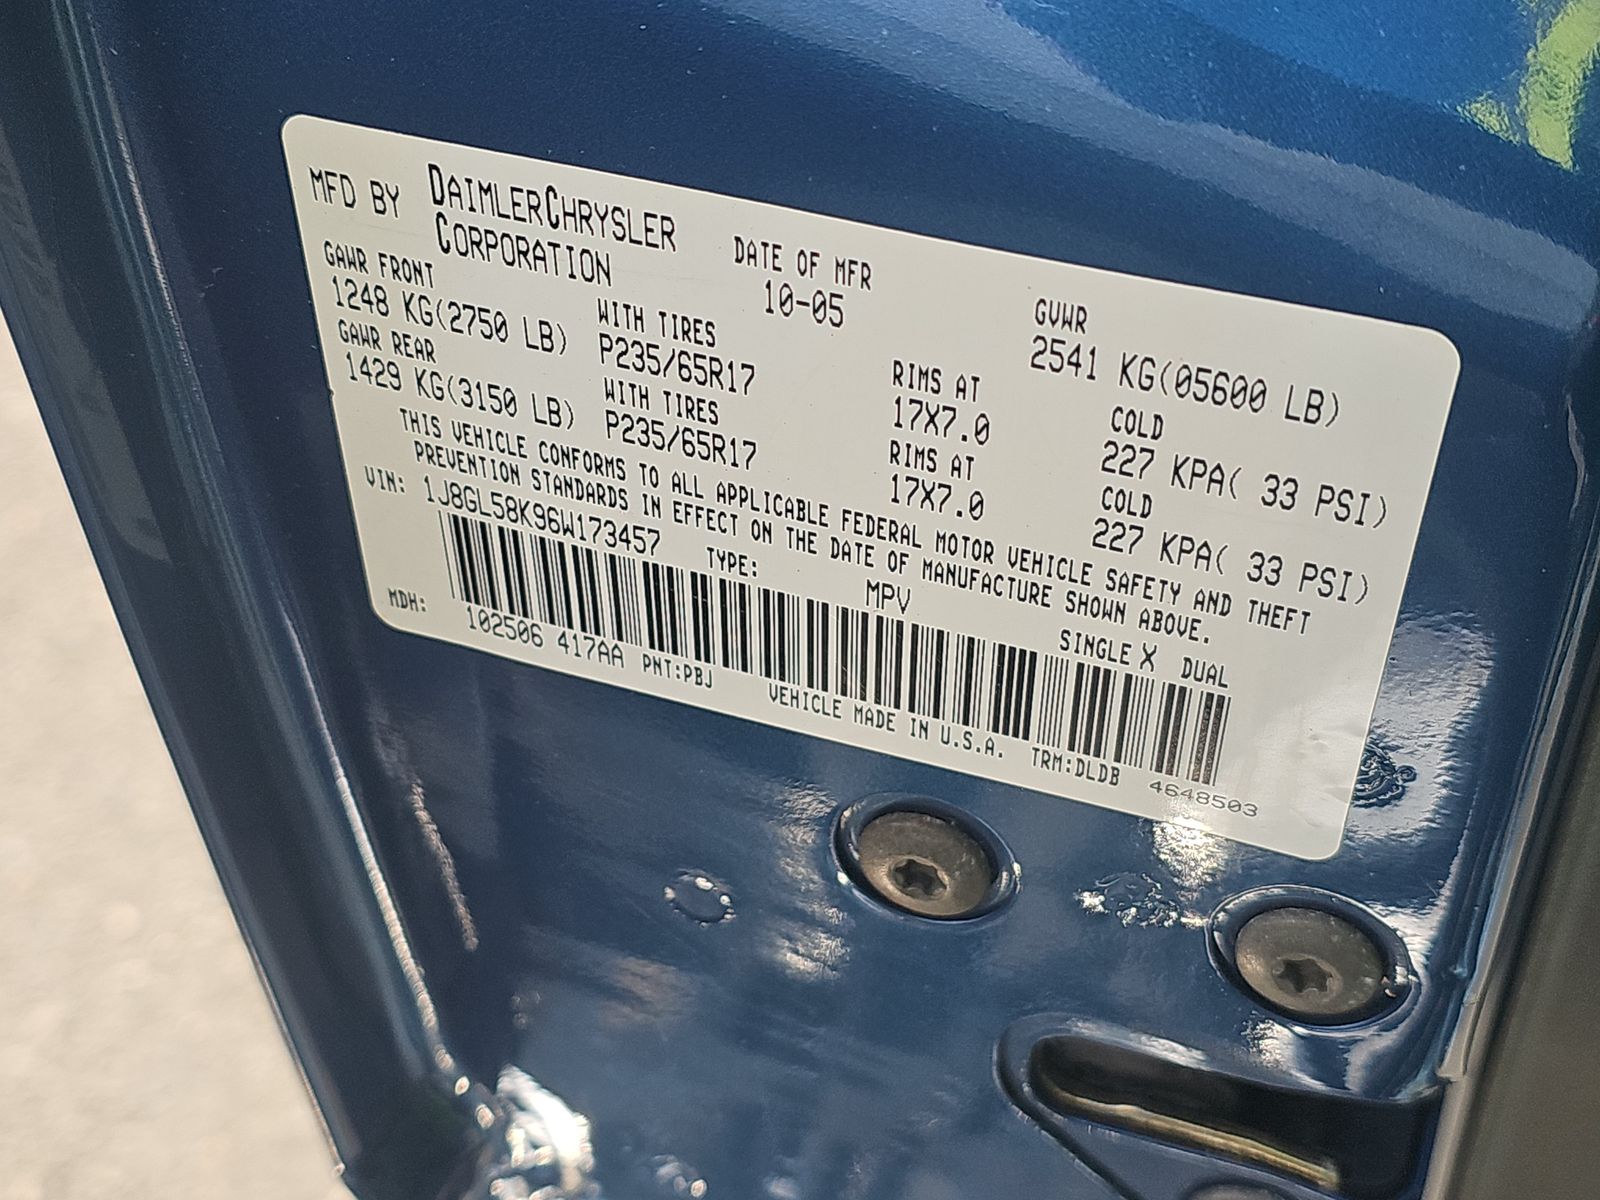 MFD BY DAIMLERCHRYSLER
CORPORATION
DATE OF MFR
10-05
GVWR
2541 KG(05600 LB)
GAWR FRONT
1248 KG(2750 LB)
WITH TIRES
P235/65R17
RIMS AT
17X7.0
COLD
227 KPA( 33 PSI)
GAWR REAR
1429 KG(3150 LB)
WITH TIRES
P235/65R17
RIMS AT
17X7.0
COLD
227 KPA( 33 PSI)
THIS VEHICLE CONFORMS TO ALL APPLICABLE FEDERAL MOTOR VEHICLE SAFETY AND THEFT
PREVENTION STANDARDS IN EFFECT ON THE DATE OF MANUFACTURE SHOWN ABOVE.
VIN: 1J8GL58K96W173457 TYPE: MPV SINGLE X DUAL
MDH: 102506 417AA PNT:PBJ VEHICLE MADE IN U.S.A. TRM:DLDB 4648503